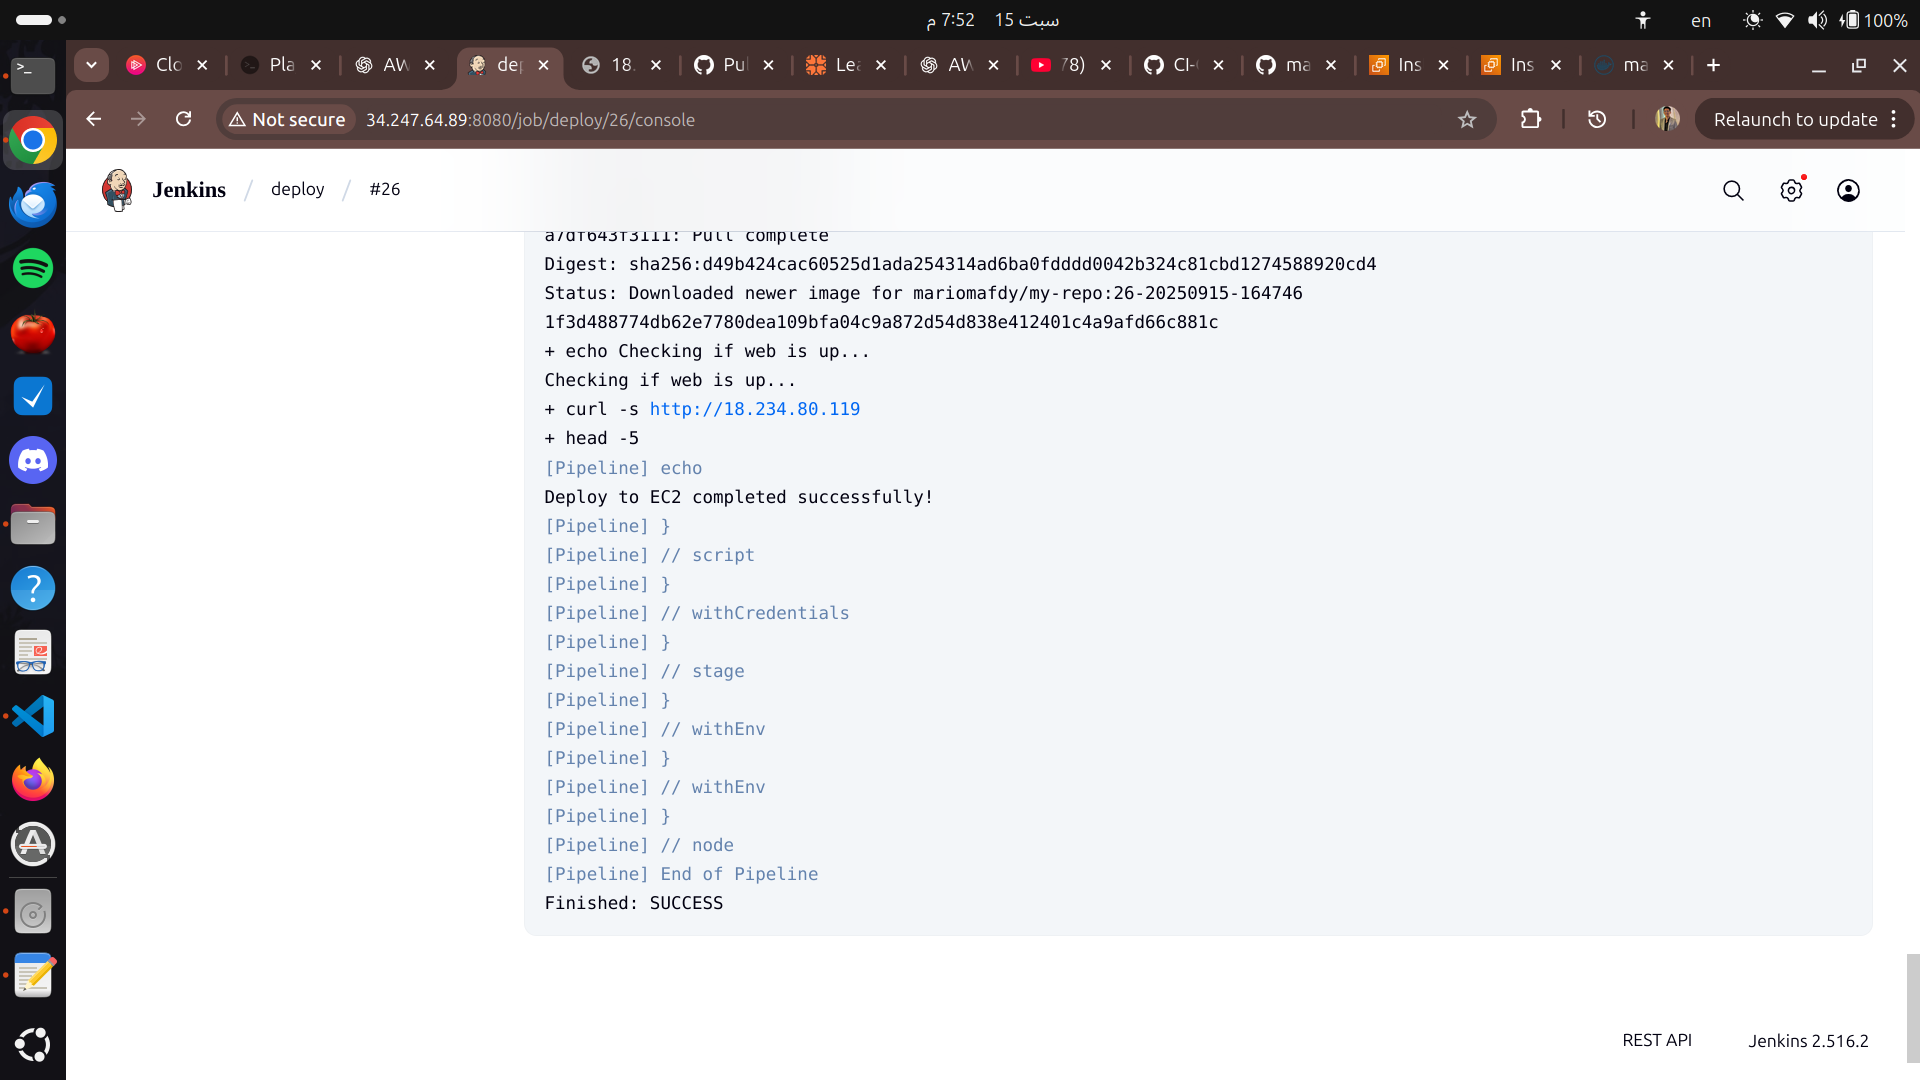 سبت 15   7:52 م
en
100%
Clo
Pla
AW
dep
18.
Pul
Lea
AW
78)
CI-
ma
Ins
Ins
ma
Not secure
34.247.64.89:8080/job/deploy/26/console
Relaunch to update
Jenkins / deploy / #26
a7df643f3111: Pull complete
Digest: sha256:d49b424cac60525d1ada254314ad6ba0fdddd0042b324c81cbd1274588920cd4
Status: Downloaded newer image for mariomafdy/my-repo:26-20250915-164746
1f3d488774db62e7780dea109bfa04c9a872d54d838e412401c4a9afd66c881c
+ echo Checking if web is up...
Checking if web is up...
+ curl -s http://18.234.80.119
+ head -5
[Pipeline] echo
Deploy to EC2 completed successfully!
[Pipeline] }
[Pipeline] // script
[Pipeline] }
[Pipeline] // withCredentials
[Pipeline] }
[Pipeline] // stage
[Pipeline] }
[Pipeline] // withEnv
[Pipeline] }
[Pipeline] // withEnv
[Pipeline] }
[Pipeline] // node
[Pipeline] End of Pipeline
Finished: SUCCESS
REST API
Jenkins 2.516.2